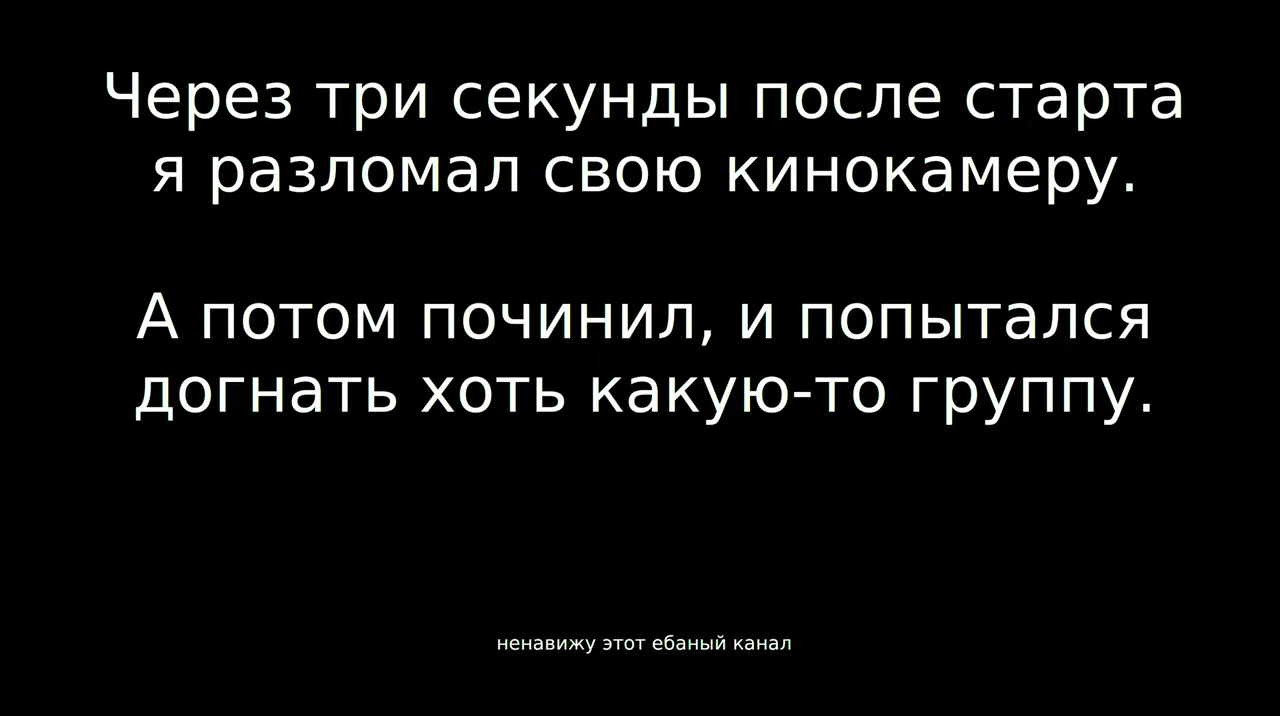 Через три секунды после старта
я разломал свою кинокамеру.
А потом починил, и попытался
догнать хоть какую-то группу.
ненавижу этот ебаный канал